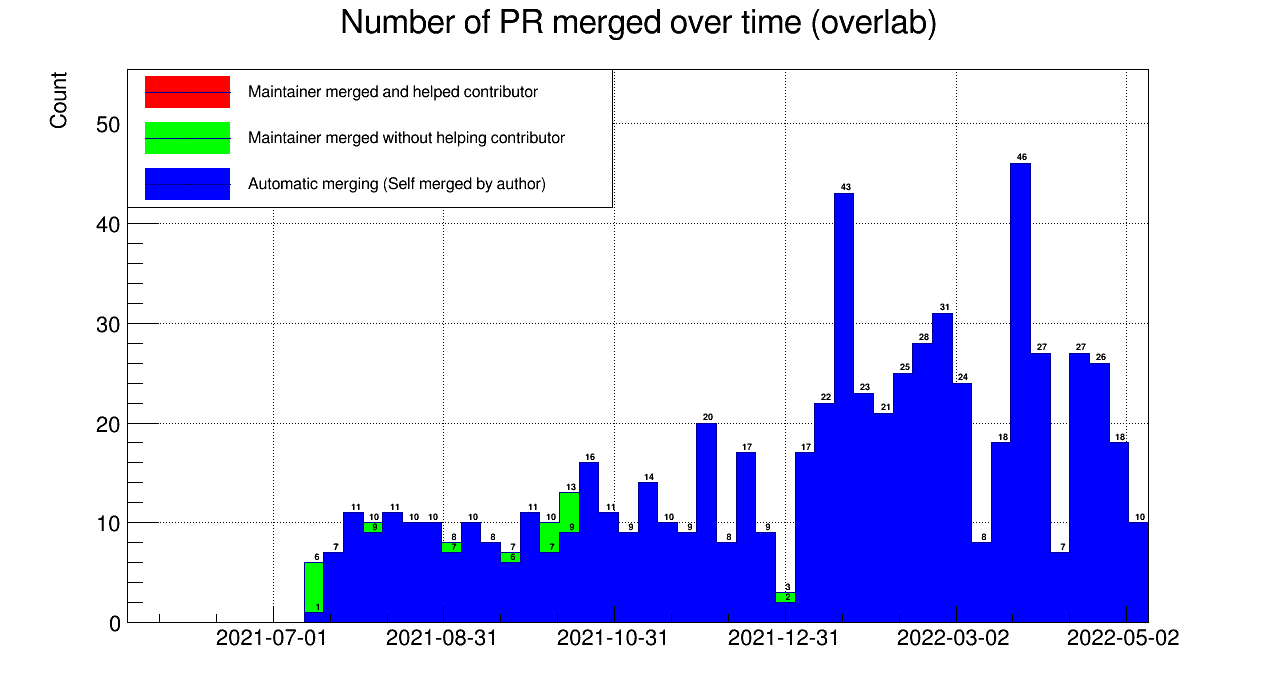 Number of PR merged over time (overlab)
Count
Maintainer merged and helped contributor
Maintainer merged without helping contributor
Automatic merging (Self merged by author)
50
40
30
20
10
0
6 1 7 11 10 9 11 10 10 8 7 10 8 7 6 11 10 7 13 9 16 11 9 14 10 9 20 8 17 9 3 2 17 22 43 23 21 25 28 31 24 8 18 46 27 7 27 26 18 10
2021-07-01 2021-08-31 2021-10-31 2021-12-31 2022-03-02 2022-05-02